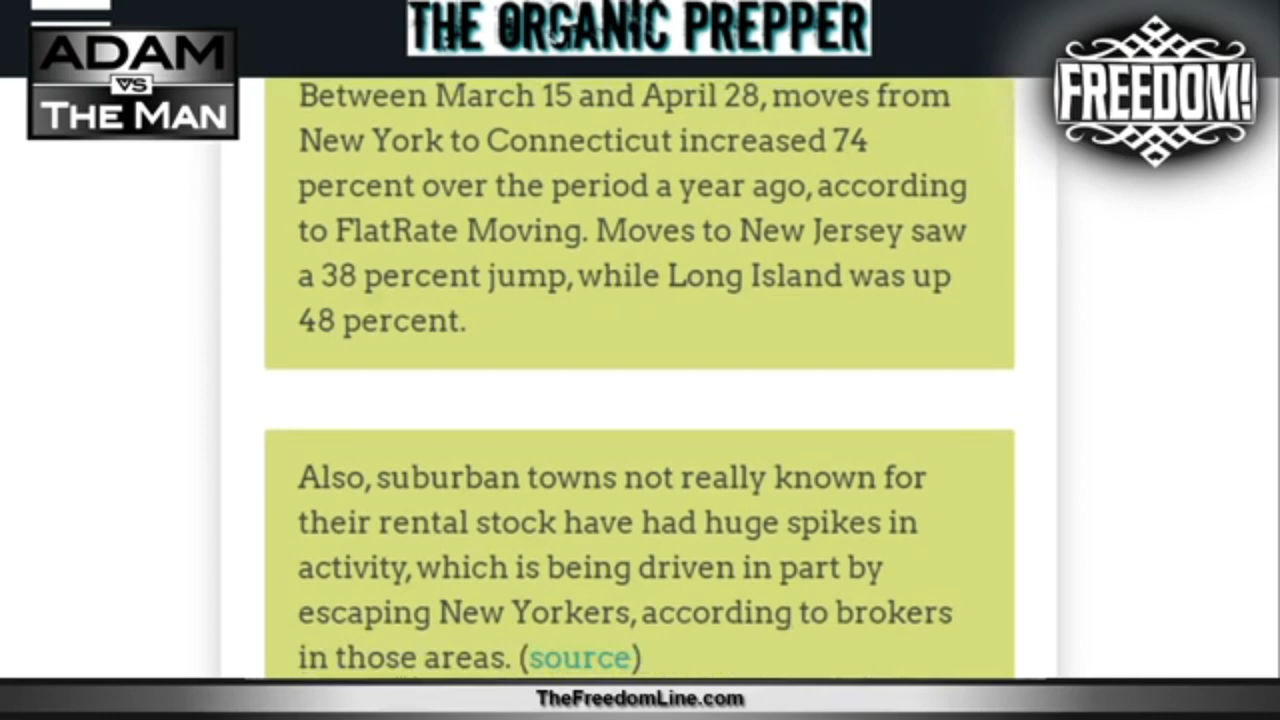 THE ORGANIC PREPPER
ADAM
VS
THE MAN
FREEDOM!
Between March 15 and April 28, moves from
New York to Connecticut increased 74
percent over the period a year ago, according
to FlatRate Moving. Moves to New Jersey saw
a 38 percent jump, while Long Island was up
48 percent.
Also, suburban towns not really known for
their rental stock have had huge spikes in
activity, which is being driven in part by
escaping New Yorkers, according to brokers
in those areas. (source)
TheFreedomLine.com